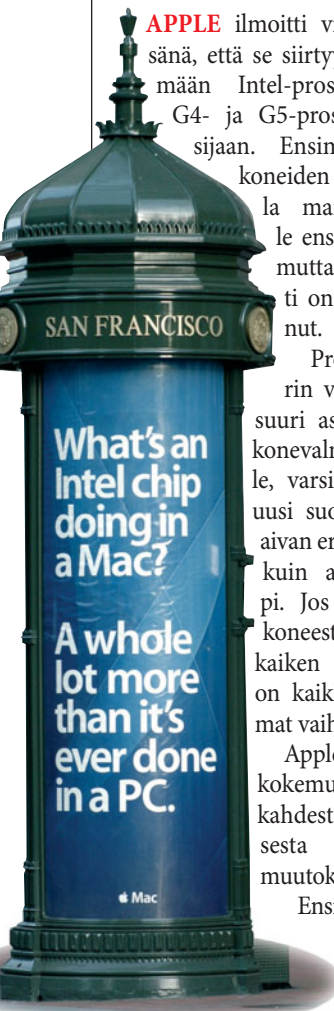 APPLE ilmoitti vi
sänä, että se siirty
mään Intel-pros
G4- ja G5-pros
sijaan. Ensin
koneiden
la ma
le ens
mutta
ti on
nut.
Pr
rin v
suuri as
konevalm
le, varsi
uusi suo
aivan er
kuin a
pi. Jos
koneest
kaiken
on kaik
mat vaih
Apple
kokemu
kahdest
sesta
muutok
Ensi
SAN FRANCISCO
What's an
Intel chip
doing in
a Mac?
A whole
lot more
than it's
ever done
in a PC.
Mac